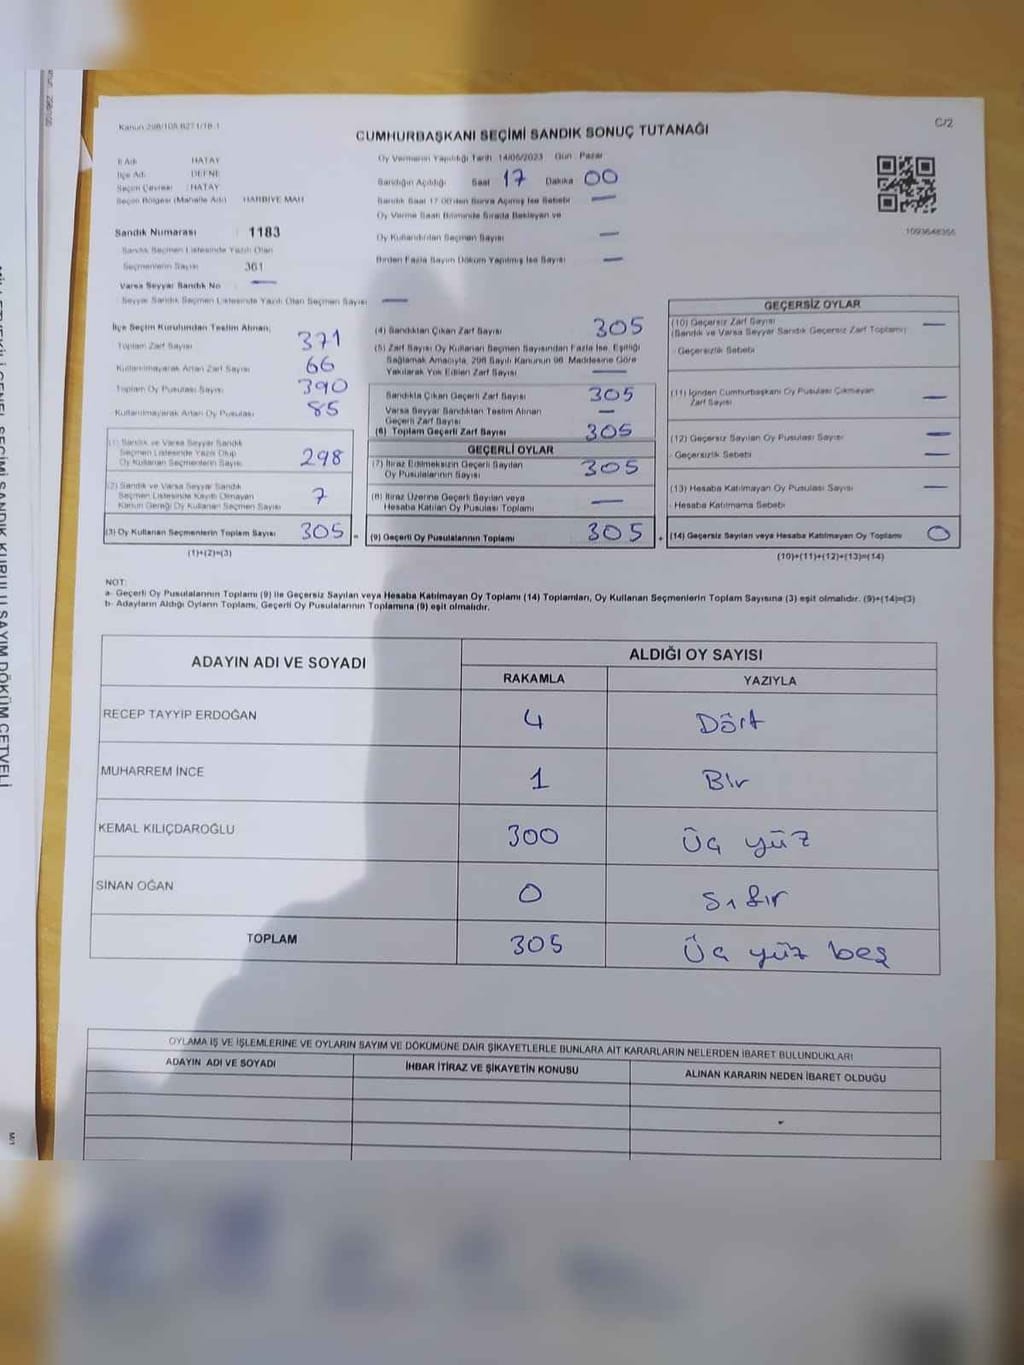 Kanun:298/105 B271/18-1
C/2
CUMHURBAŞKANI SEÇİMİ SANDIK SONUÇ TUTANAĞI
İl Adı HATAY
İlçe Adı DEFNE
Seçim Çevresi : HATAY
Seçim Bölgesi (Mahalle Adı) HARBİYE MAH
Oy Vermenin Yapıldığı Tarih 14/05/2023 Gün Pazar
Sandığın Açıldığı Saat 17 Dakika 00
Sandık Saat 17:00'den Sonra Açılmış İse Sebebi —
Oy Verme Saati Bitiminde Sırada Bekleyen ve
Oy Kullandırılan Seçmen Sayısı —
Birden Fazla Sayım Döküm Yapılmış İse Sayısı —
Sandık Numarası : 1183
Sandık Seçmen Listesinde Yazılı Olan
Seçmenlerin Sayısı 361
Varsa Seyyar Sandık No —
Seyyar Sandık Seçmen Listesinde Yazılı Olan Seçmen Sayısı —
İlçe Seçim Kurulundan Teslim Alınan;
Toplam Zarf Sayısı 371
Kullanılmayarak Artan Zarf Sayısı 66
Toplam Oy Pusulası Sayısı 390
Kullanılmayarak Artan Oy Pusulası 85
(1) Sandık ve Varsa Seyyar Sandık
Seçmen Listesinde Yazılı Olup
Oy Kullanan Seçmenlerin Sayısı 298
(2) Sandık ve Varsa Seyyar Sandık
Seçmen Listesinde Kayıtlı Olmayan
Kanun Gereği Oy Kullanan Seçmen Sayısı 7
(3) Oy Kullanan Seçmenlerin Toplam Sayısı 305 =
(1)+(2)=(3)
(4) Sandıktan Çıkan Zarf Sayısı 305
(5) Zarf Sayısı Oy Kullanan Seçmen Sayısından Fazla İse, Eşitliği
Sağlamak Amacıyla, 298 Sayılı Kanunun 98. Maddesine Göre
Yakılarak Yok Edilen Zarf Sayısı —
Sandıkta Çıkan Geçerli Zarf Sayısı 305
Varsa Seyyar Sandıktan Teslim Alınan
Geçerli Zarf Sayısı —
(6) Toplam Geçerli Zarf Sayısı 305
GEÇERLİ OYLAR
(7) İtiraz Edilmeksizin Geçerli Sayılan
Oy Pusulalarının Sayısı 305
(8) İtiraz Üzerine Geçerli Sayılan veya
Hesaba Katılan Oy Pusulası Toplamı —
(9) Geçerli Oy Pusulalarının Toplamı 305 +
GEÇERSİZ OYLAR
(10) Geçersiz Zarf Sayısı —
(Sandık ve Varsa Seyyar Sandık Geçersiz Zarf Toplamı)
- Geçersizlik Sebebi
(11) İçinden Cumhurbaşkanı Oy Pusulası Çıkmayan
Zarf Sayısı —
(12) Geçersiz Sayılan Oy Pusulası Sayısı —
- Geçersizlik Sebebi —
(13) Hesaba Katılmayan Oy Pusulası Sayısı —
- Hesaba Katılmama Sebebi
(14) Geçersiz Sayılan veya Hesaba Katılmayan Oy Toplamı 0
(10)+(11)+(12)+(13)=(14)
NOT:
a- Geçerli Oy Pusulalarının Toplamı (9) ile Geçersiz Sayılan veya Hesaba Katılmayan Oy Toplamı (14) Toplamları, Oy Kullanan Seçmenlerin Toplam Sayısına (3) eşit olmalıdır. (9)+(14)=(3)
b- Adayların Aldığı Oyların Toplamı, Geçerli Oy Pusulalarının Toplamına (9) eşit olmalıdır.
ADAYIN ADI VE SOYADI
ALDIĞI OY SAYISI
RAKAMLA YAZIYLA
RECEP TAYYİP ERDOĞAN 4 Dört
MUHARREM İNCE 1 Bir
KEMAL KILIÇDAROĞLU 300 Üç yüz
SİNAN OĞAN 0 Sıfır
TOPLAM 305 Üç yüz beş
OYLAMA İŞ VE İŞLEMLERİNE VE OYLARIN SAYIM VE DÖKÜMÜNE DAİR ŞİKAYETLERLE BUNLARA AİT KARARLARIN NELERDEN İBARET BULUNDUKLARI
ADAYIN ADI VE SOYADI İHBAR İTİRAZ VE ŞİKAYETİN KONUSU ALINAN KARARIN NEDEN İBARET OLDUĞU